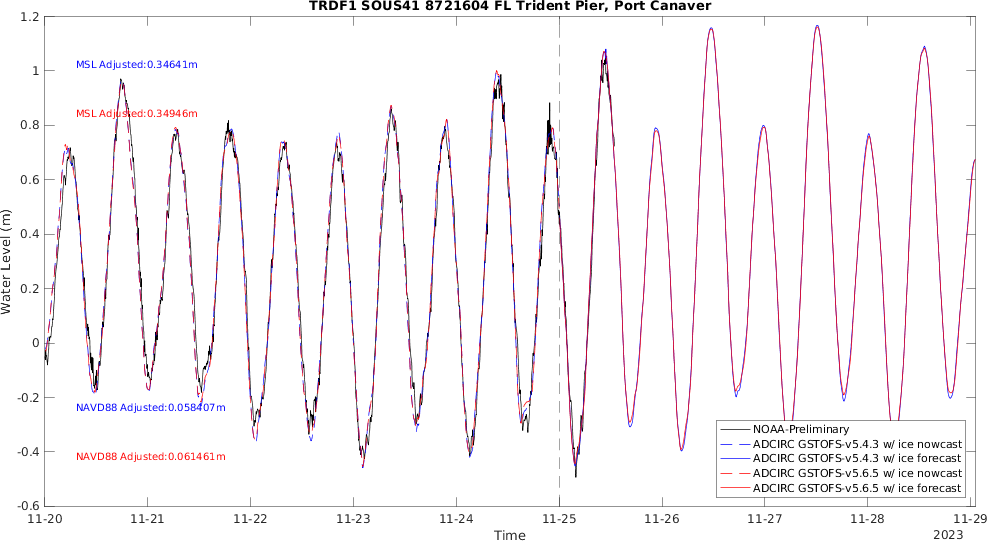 TRDF1 SOUS41 8721604 FL Trident Pier, Port Canaver
1.2
1
0.8
0.6
0.4
0.2
0
-0.2
-0.4
-0.6
Water Level (m)
MSL Adjusted:0.34641m
MSL Adjusted:0.34946m
NAVD88 Adjusted:0.058407m
NAVD88 Adjusted:0.061461m
NOAA-Preliminary
ADCIRC GSTOFS-v5.4.3 w/ ice nowcast
ADCIRC GSTOFS-v5.4.3 w/ ice forecast
ADCIRC GSTOFS-v5.6.5 w/ ice nowcast
ADCIRC GSTOFS-v5.6.5 w/ ice forecast
11-20 11-21 11-22 11-23 11-24 11-25 11-26 11-27 11-28 11-29
Time
2023